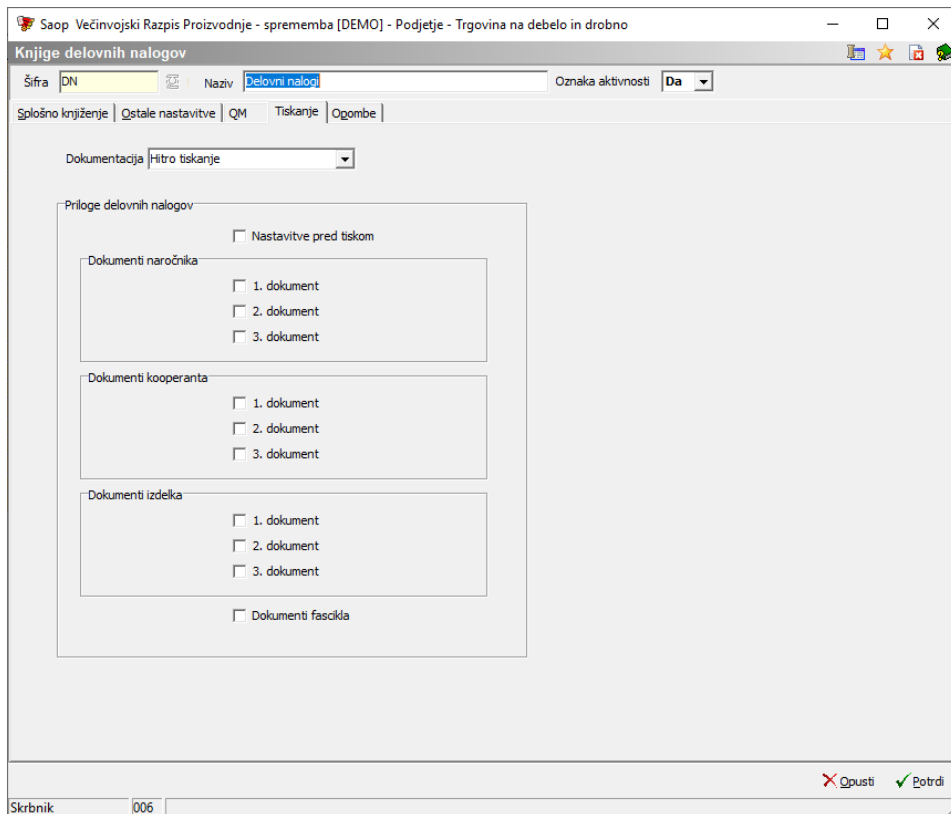 Saop Večinvojski Razpis Proizvodnje - sprememba [DEMO] - Podjetje - Trgovina na debelo in drobno
Knjige delovnih nalogov
Šifra DN Naziv Delovni nalogi Oznaka aktivnosti Da
Splošno knjiženje Ostale nastavitve QM Tiskanje Opombe
Dokumentacija Hitro tiskanje
Priloge delovnih nalogov
Nastavitve pred tiskom
Dokumenti naročnika
1. dokument
2. dokument
3. dokument
Dokumenti kooperanta
1. dokument
2. dokument
3. dokument
Dokumenti izdelka
1. dokument
2. dokument
3. dokument
Dokumenti fascikla
Opusti Potrdi
Skrbnik 006